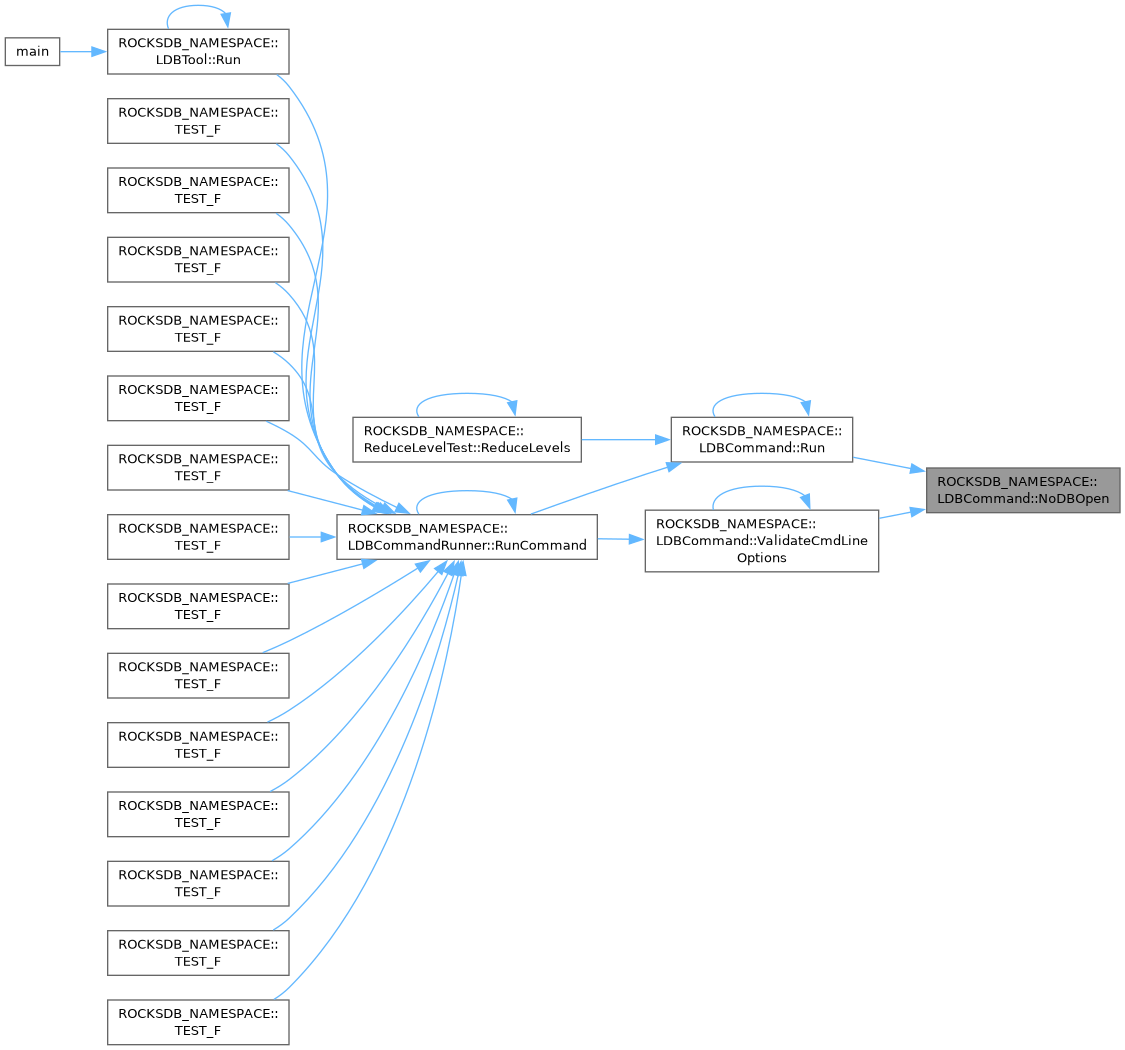 main
ROCKSDB_NAMESPACE::
LDBTool::Run
ROCKSDB_NAMESPACE::
TEST_F
ROCKSDB_NAMESPACE::
TEST_F
ROCKSDB_NAMESPACE::
TEST_F
ROCKSDB_NAMESPACE::
TEST_F
ROCKSDB_NAMESPACE::
TEST_F
ROCKSDB_NAMESPACE::
TEST_F
ROCKSDB_NAMESPACE::
TEST_F
ROCKSDB_NAMESPACE::
TEST_F
ROCKSDB_NAMESPACE::
TEST_F
ROCKSDB_NAMESPACE::
TEST_F
ROCKSDB_NAMESPACE::
TEST_F
ROCKSDB_NAMESPACE::
TEST_F
ROCKSDB_NAMESPACE::
TEST_F
ROCKSDB_NAMESPACE::
TEST_F
ROCKSDB_NAMESPACE::
ReduceLevelTest::ReduceLevels
ROCKSDB_NAMESPACE::
LDBCommandRunner::RunCommand
ROCKSDB_NAMESPACE::
LDBCommand::Run
ROCKSDB_NAMESPACE::
LDBCommand::ValidateCmdLine
Options
ROCKSDB_NAMESPACE::
LDBCommand::NoDBOpen